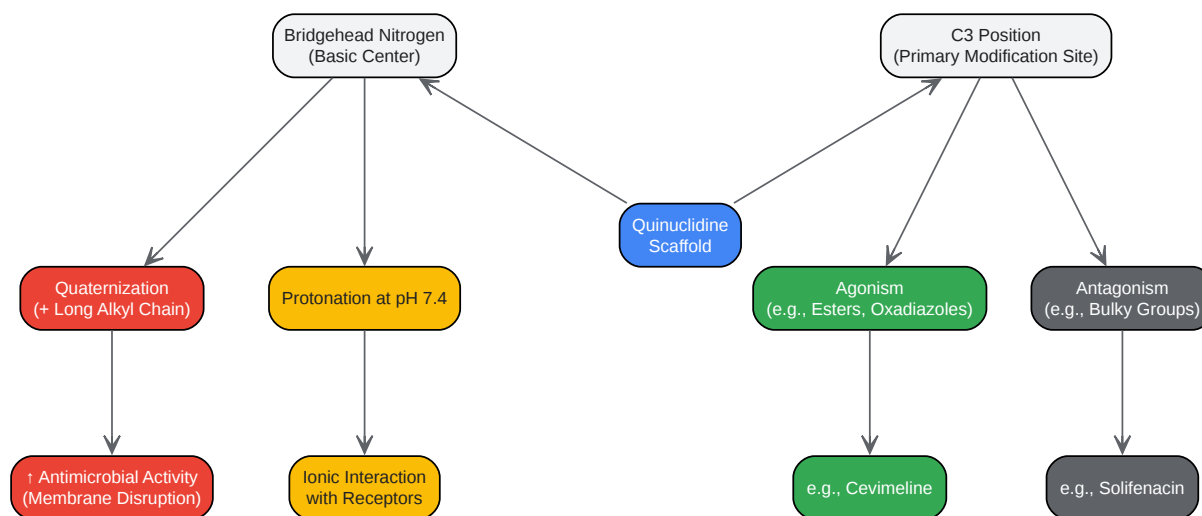 Bridgehead Nitrogen
(Basic Center)
C3 Position
(Primary Modification Site)
Quinuclidine
Scaffold
Quaternization
(+ Long Alkyl Chain)
Protonation at pH 7.4
Agonism
(e.g., Esters, Oxadiazoles)
Antagonism
(e.g., Bulky Groups)
↑ Antimicrobial Activity
(Membrane Disruption)
Ionic Interaction
with Receptors
e.g., Cevimeline
e.g., Solifenacin